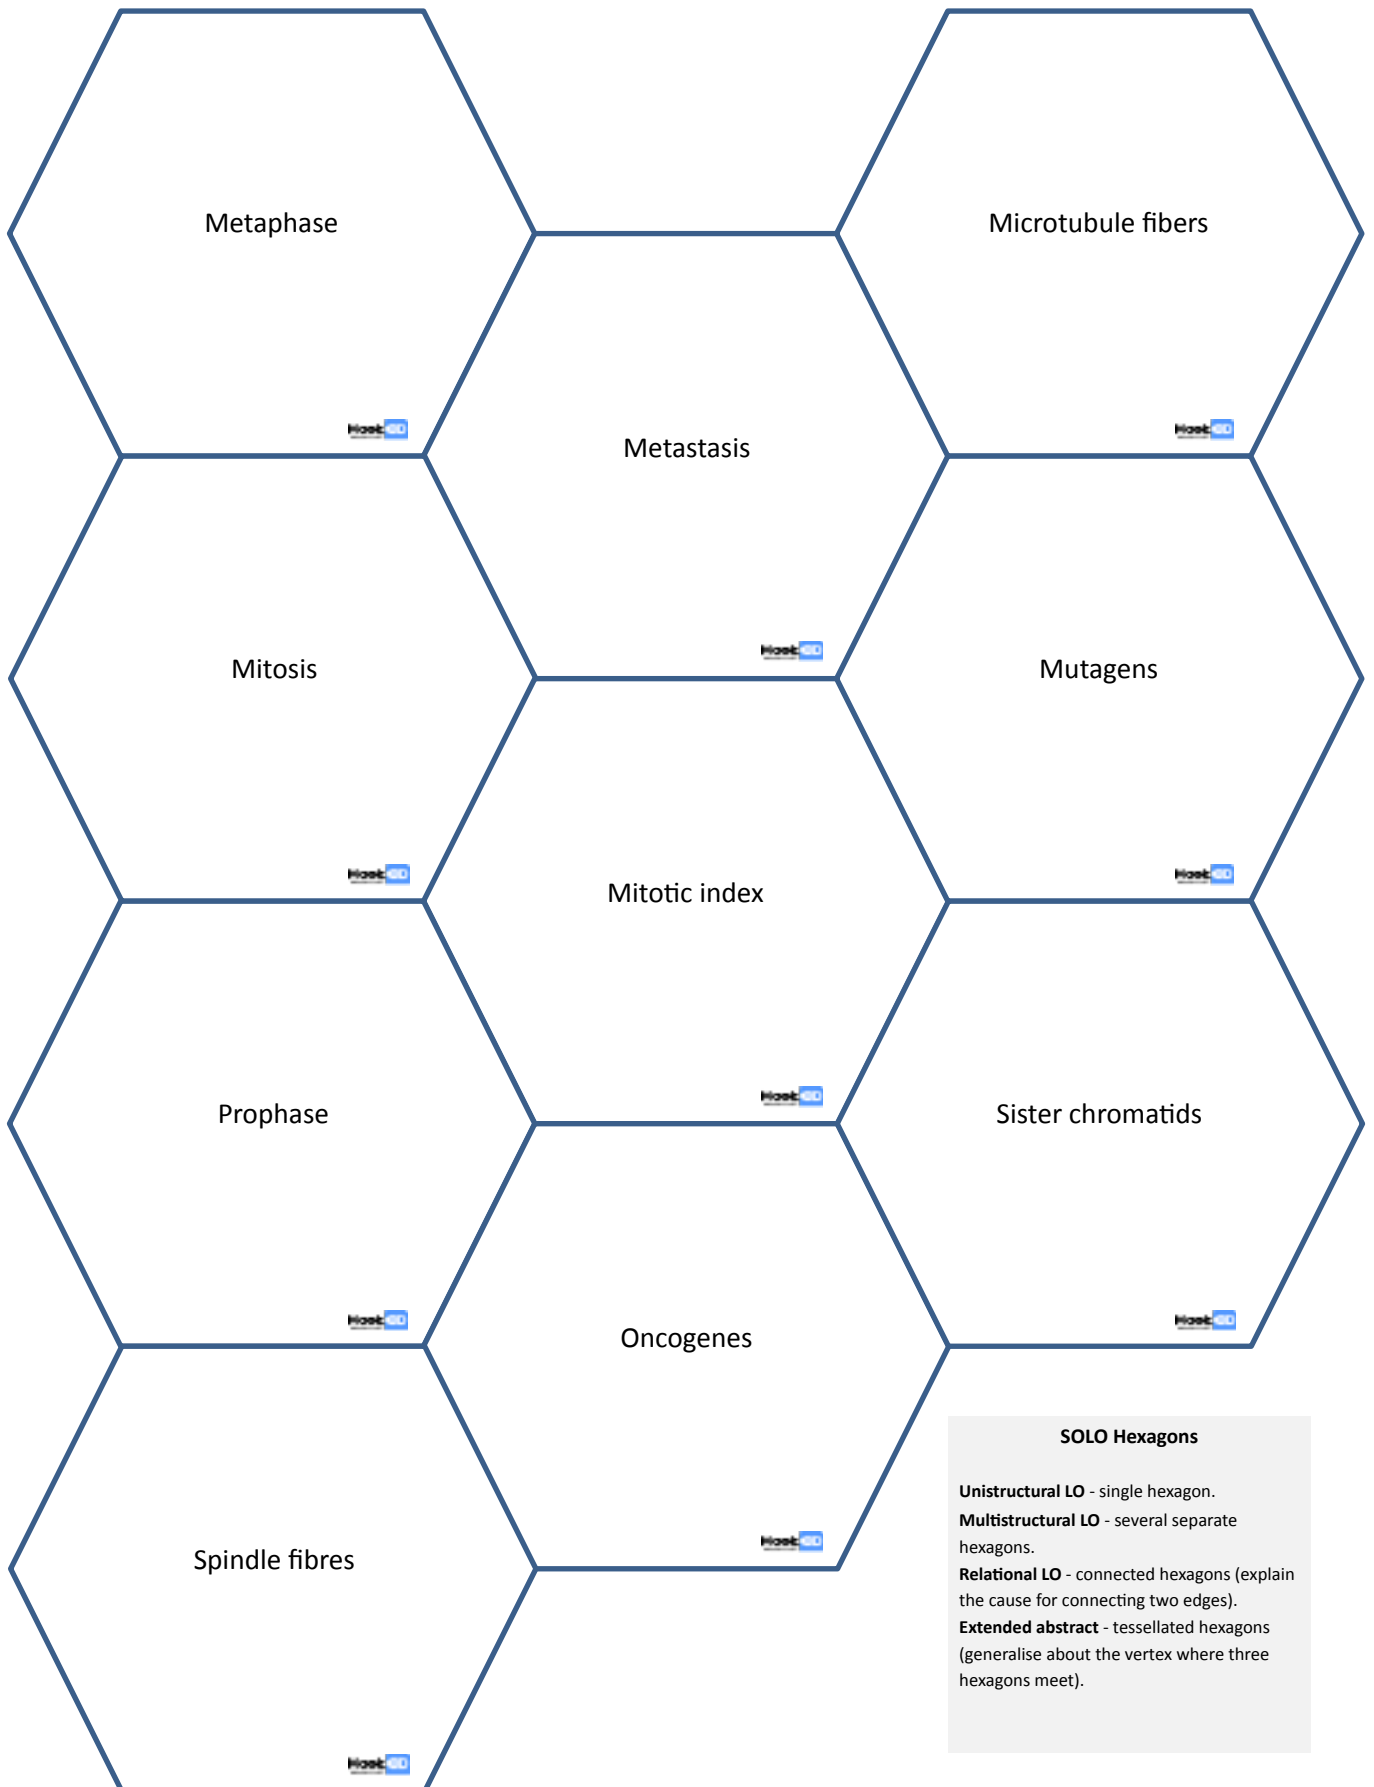 Metaphase
Microtubule fibers
Metastasis
Mitosis
Mutagens
Mitotic index
Prophase
Sister chromatids
Oncogenes
Spindle fibres
SOLO Hexagons
Unistructural LO - single hexagon.
Multistructural LO - several separate
hexagons.
Relational LO - connected hexagons (explain
the cause for connecting two edges).
Extended abstract - tessellated hexagons
(generalise about the vertex where three
hexagons meet).